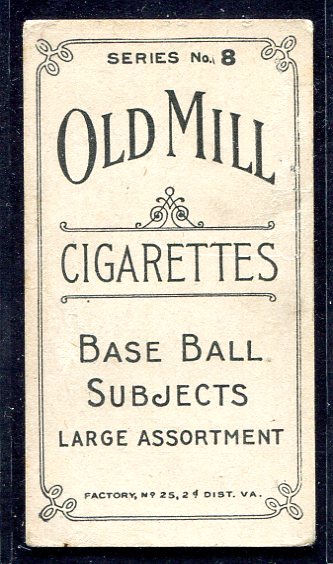 SERIES No. 8
OLD MILL
CIGARETTES
BASE BALL
SUBJECTS
LARGE ASSORTMENT
FACTORY, Nº 25, 2d DIST. VA.